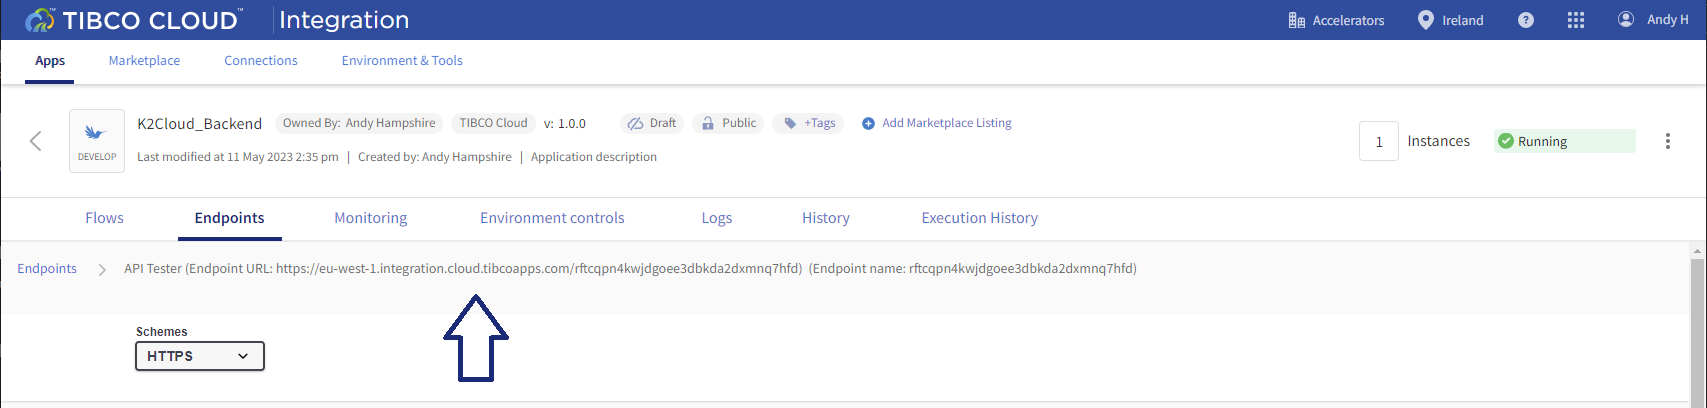 TIBCO CLOUD™ Integration Accelerators Ireland ? Andy H
Apps Marketplace Connections Environment & Tools
K2Cloud_Backend Owned By: Andy Hampshire TIBCO Cloud v: 1.0.0 Draft Public +Tags Add Marketplace Listing
1 Instances Running
DEVELOP
Last modified at 11 May 2023 2:35 pm | Created by: Andy Hampshire | Application description
Flows Endpoints Monitoring Environment controls Logs History Execution History
Endpoints > API Tester (Endpoint URL: https://eu-west-1.integration.cloud.tibcoapps.com/rftcqpn4kwjdgoee3dbkda2dxmnq7hfd) (Endpoint name: rftcqpn4kwjdgoee3dbkda2dxmnq7hfd)
Schemes
HTTPS